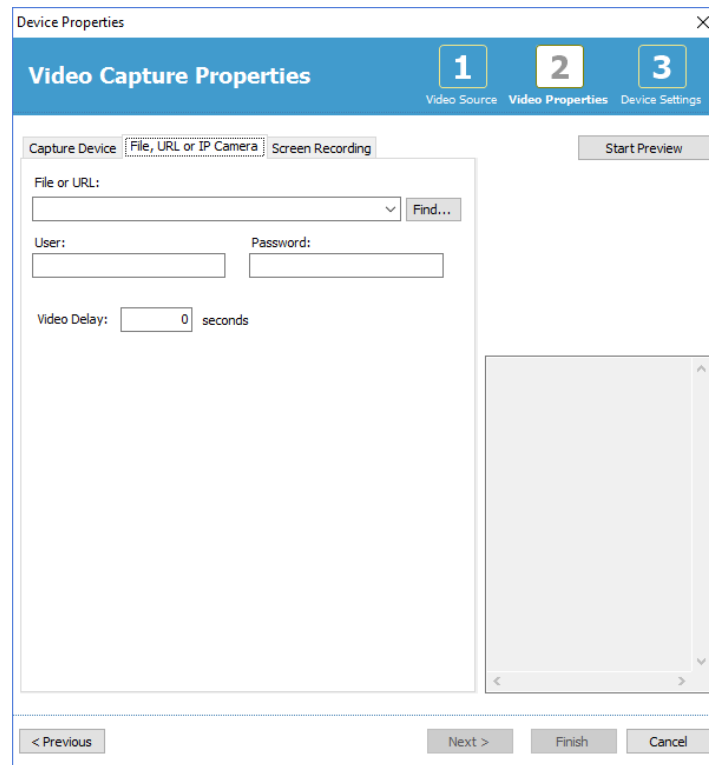 Device Properties
Video Capture Properties
1 2 3
Video Source Video Properties Device Settings
Capture Device File, URL or IP Camera Screen Recording
Start Preview
File or URL:
Find...
User: Password:
Video Delay: 0 seconds
< Previous Next > Finish Cancel